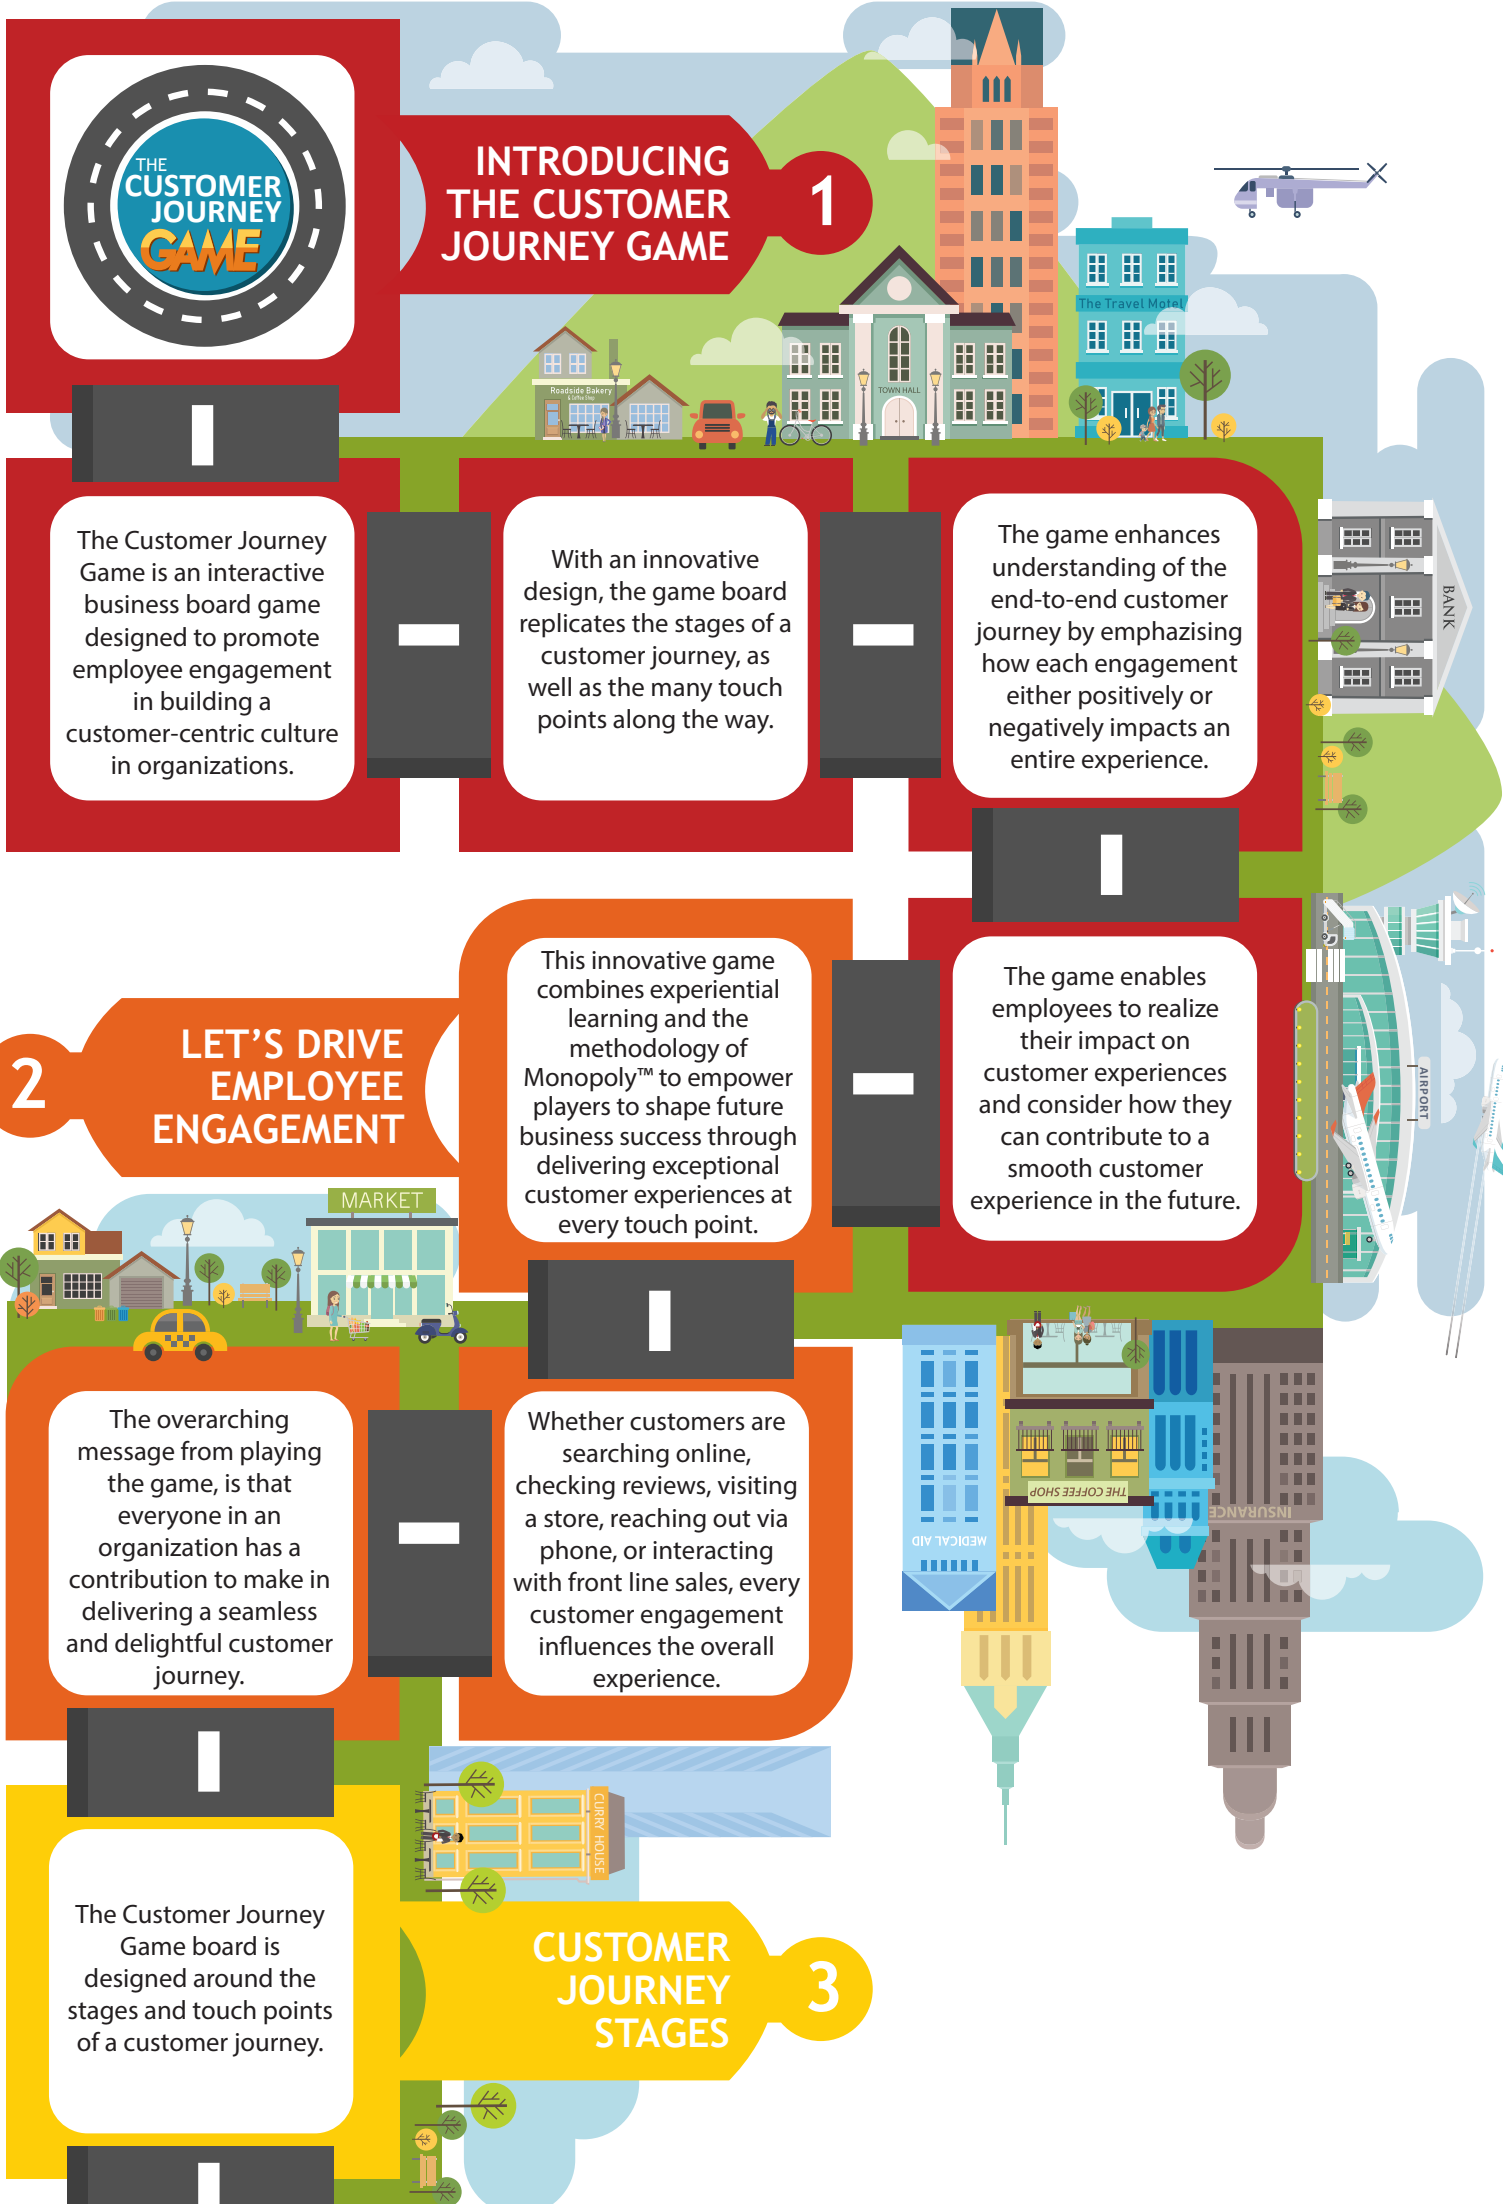 THE
CUSTOMER
JOURNEY
GAME
INTRODUCING
THE CUSTOMER
JOURNEY GAME
1
The Travel Motel
Roadside Bakery
& Coffee Shop
TOWN HALL
The Customer Journey
Game is an interactive
business board game
designed to promote
employee engagement
in building a
customer-centric culture
in organizations.
With an innovative
design, the game board
replicates the stages of a
customer journey, as
well as the many touch
points along the way.
The game enhances
understanding of the
end-to-end customer
journey by emphazising
how each engagement
either positively or
negatively impacts an
entire experience.
BANK
The game enables
employees to realize
their impact on
customer experiences
and consider how they
can contribute to a
smooth customer
experience in the future.
AIRPORT
2
LET'S DRIVE
EMPLOYEE
ENGAGEMENT
This innovative game
combines experiential
learning and the
methodology of
Monopoly™ to empower
players to shape future
business success through
delivering exceptional
customer experiences at
every touch point.
MARKET
Whether customers are
searching online,
checking reviews, visiting
a store, reaching out via
phone, or interacting
with front line sales, every
customer engagement
influences the overall
experience.
The overarching
message from playing
the game, is that
everyone in an
organization has a
contribution to make in
delivering a seamless
and delightful customer
journey.
THE COFFEE SHOP
MEDICAL AID
INSURANCE
CURRY HOUSE
The Customer Journey
Game board is
designed around the
stages and touch points
of a customer journey.
CUSTOMER
JOURNEY
STAGES
3